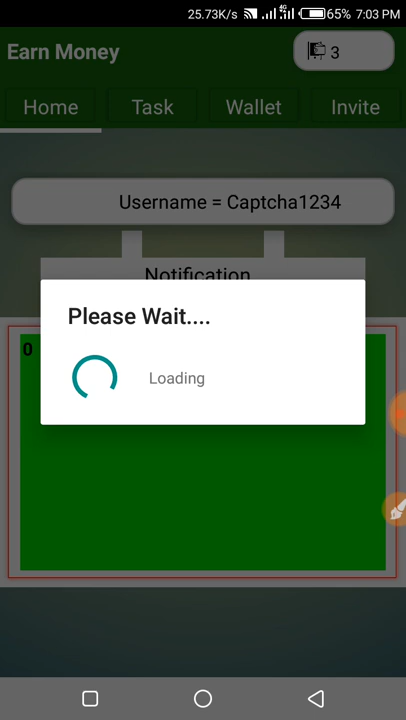 25.73K/s 4G 65% 7:03 PM
Earn Money
3
Home Task Wallet Invite
Username = Captcha1234
Notification
Please Wait....
0
Loading